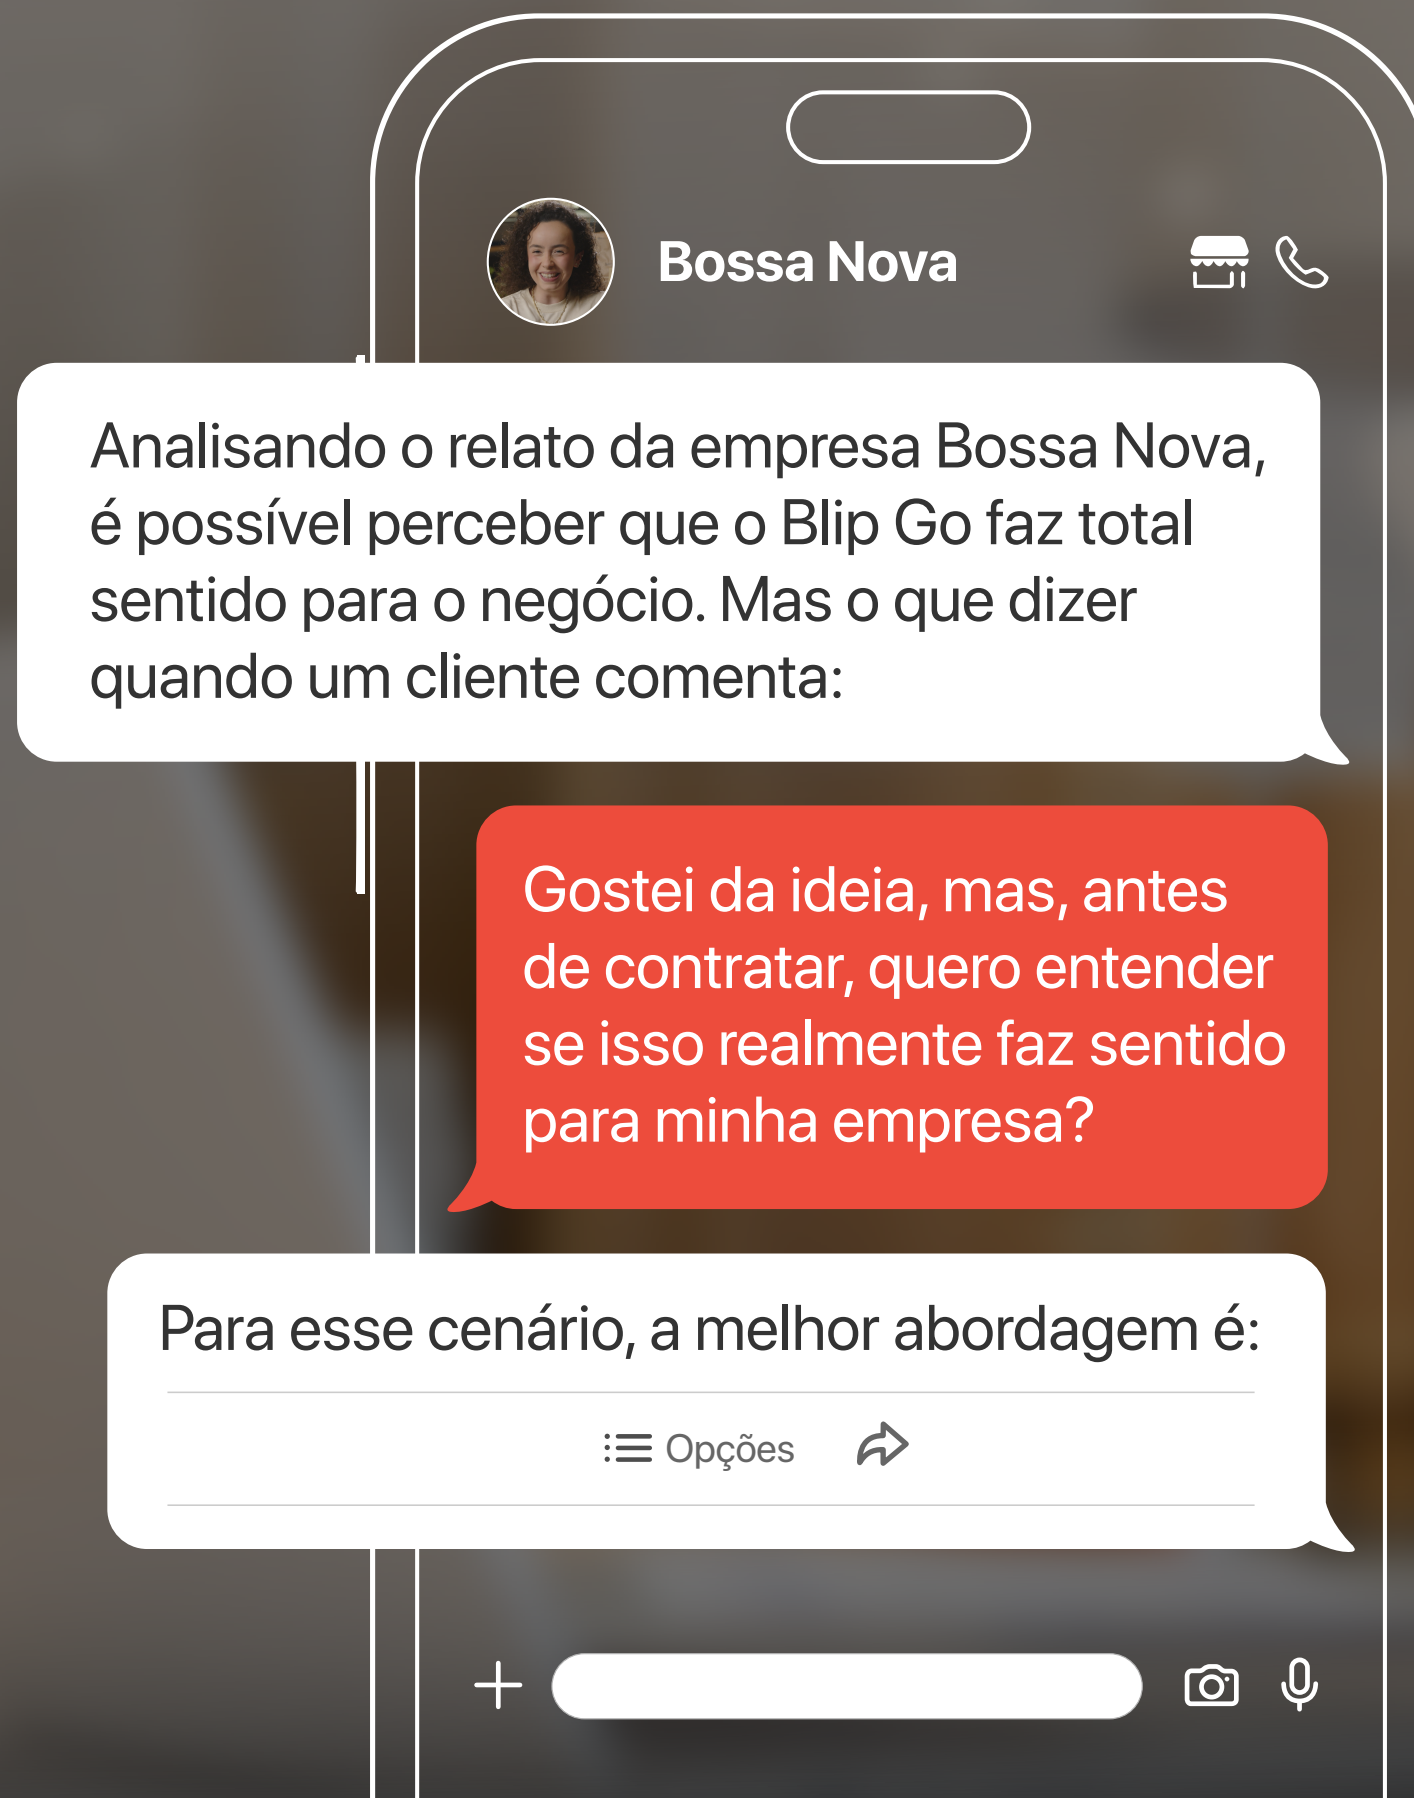 Bossa Nova
Analisando o relato da empresa Bossa Nova,
é possível perceber que o Blip Go faz total
sentido para o negócio. Mas o que dizer
quando um cliente comenta:
Gostei da ideia, mas, antes
de contratar, quero entender
se isso realmente faz sentido
para minha empresa?
Para esse cenário, a melhor abordagem é:
Opções